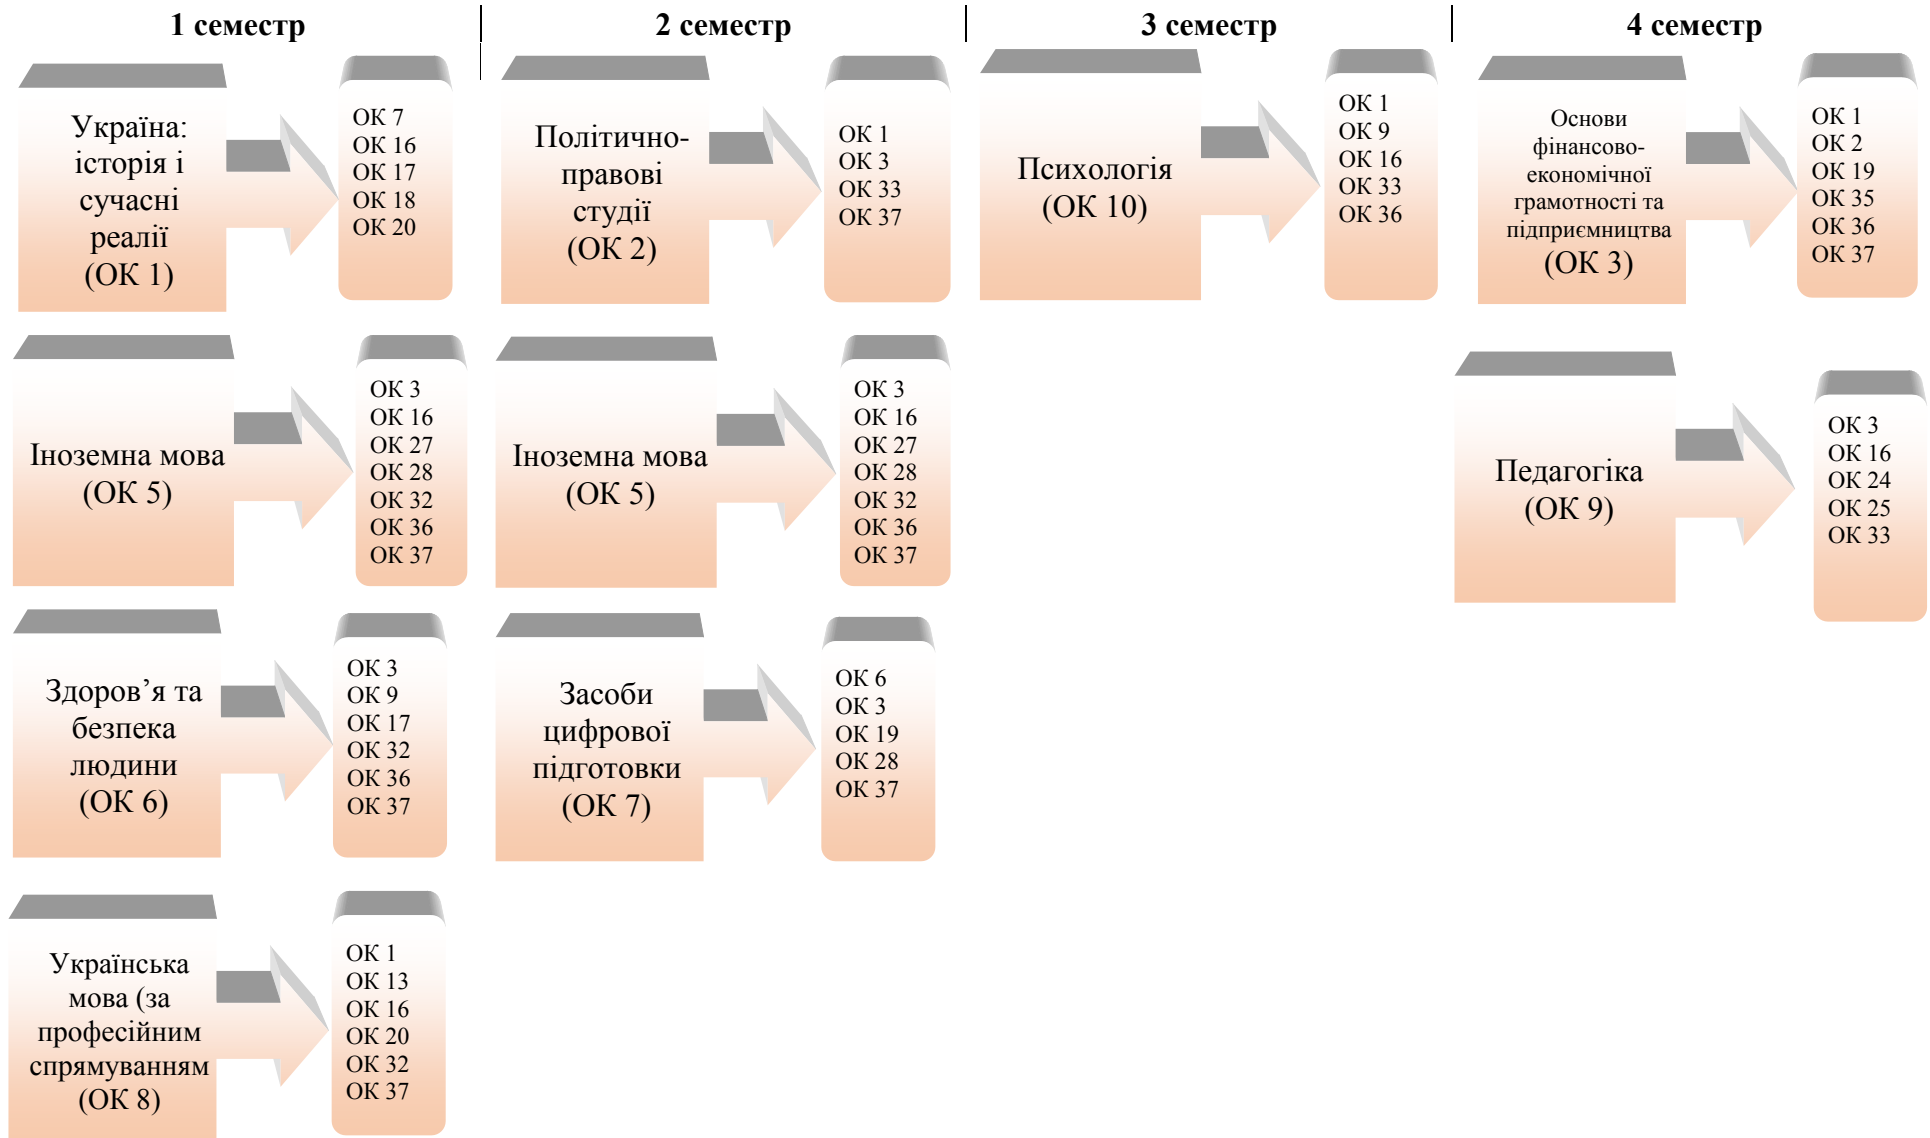 1 семестр
2 семестр
3 семестр
4 семестр
Україна:
історія і
сучасні
реалії
(ОК 1)
ОК 7
ОК 16
ОК 17
ОК 18
ОК 20
Політично-
правові
студії
(ОК 2)
ОК 1
ОК 3
ОК 33
ОК 37
Психологія
(ОК 10)
ОК 1
ОК 9
ОК 16
ОК 33
ОК 36
Основи
фінансово-
економічної
грамотності та
підприємництва
(ОК 3)
ОК 1
ОК 2
ОК 19
ОК 35
ОК 36
ОК 37
Іноземна мова
(ОК 5)
ОК 3
ОК 16
ОК 27
ОК 28
ОК 32
ОК 36
ОК 37
Іноземна мова
(ОК 5)
ОК 3
ОК 16
ОК 27
ОК 28
ОК 32
ОК 36
ОК 37
Педагогіка
(ОК 9)
ОК 3
ОК 16
ОК 24
ОК 25
ОК 33
Здоров’я та
безпека
людини
(ОК 6)
ОК 3
ОК 9
ОК 17
ОК 32
ОК 36
ОК 37
Засоби
цифрової
підготовки
(ОК 7)
ОК 6
ОК 3
ОК 19
ОК 28
ОК 37
Українська
мова (за
професійним
спрямуванням
(ОК 8)
ОК 1
ОК 13
ОК 16
ОК 20
ОК 32
ОК 37